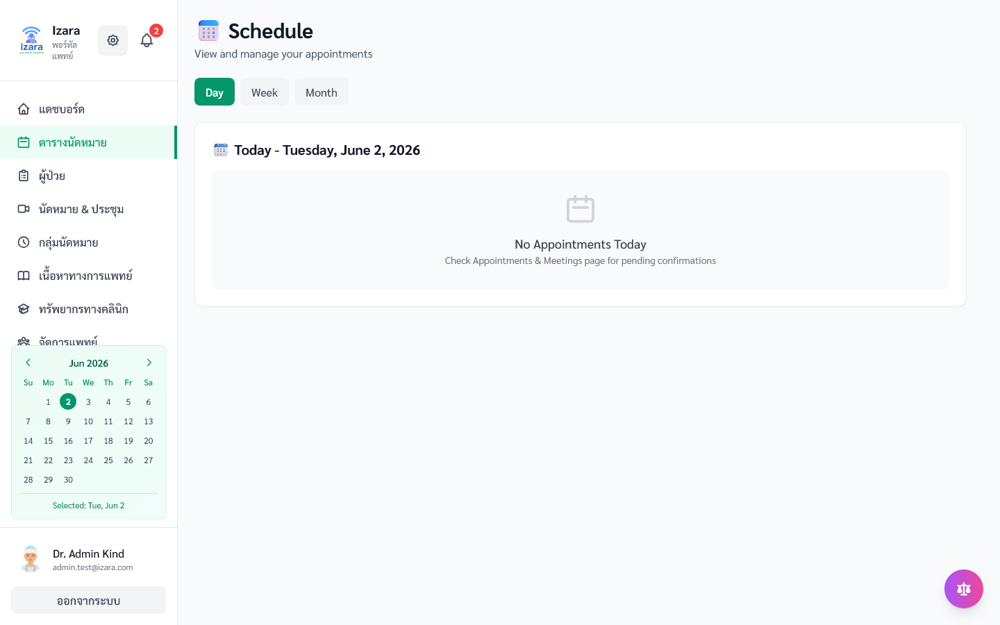 izara
Izara
พอร์ทัล
แพทย์
2
แดชบอร์ด
ตารางนัดหมาย
ผู้ป่วย
นัดหมาย & ประชุม
กลุ่มนัดหมาย
เนื้อหาทางการแพทย์
ทรัพยากรทางคลินิก
จัดการแพทย์
Jun 2026
Su Mo Tu We Th Fr Sa
1 2 3 4 5 6
7 8 9 10 11 12 13
14 15 16 17 18 19 20
21 22 23 24 25 26 27
28 29 30
Selected: Tue, Jun 2
Dr. Admin Kind
admin.test@izara.com
ออกจากระบบ
Schedule
View and manage your appointments
Day Week Month
Today - Tuesday, June 2, 2026
No Appointments Today
Check Appointments & Meetings page for pending confirmations